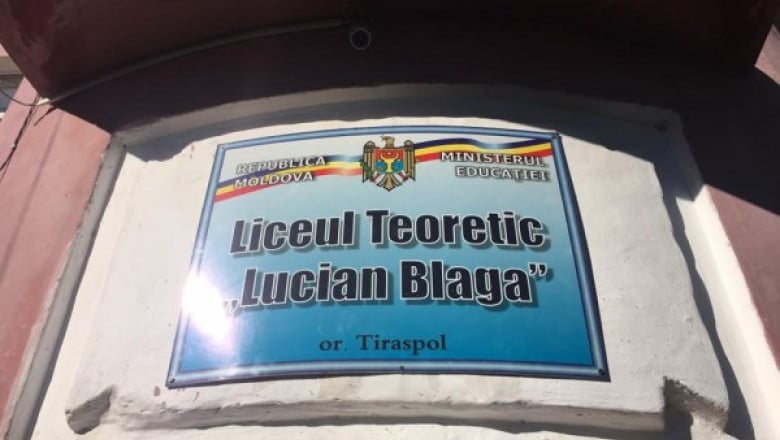 REPUBLICA MOLDOVA
MINISTERUL EDUCAȚIEI
Liceul Teoretic
„Lucian Blaga”
or. Tiraspol